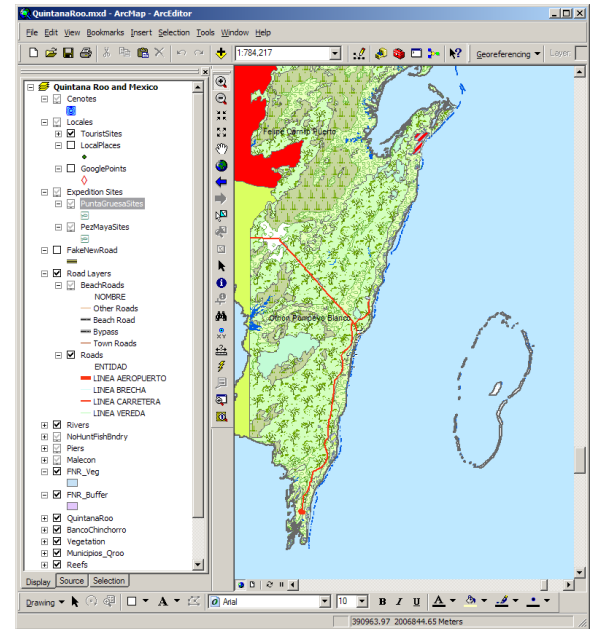 QuintanaRoo.mxd - ArcMap - ArcEditor
File Edit View Bookmarks Insert Selection Tools Window Help
1:784,217 Georeferencing Layer:
Quintana Roo and Mexico
Cenotes
Locales
TouristSites
LocalPlaces
GooglePoints
Expedition Sites
PuntaGruesaSites
PezMayaSites
FakeNewRoad
Road Layers
BeachRoads
NOMBRE
Other Roads
Beach Road
Bypass
Town Roads
Roads
ENTIDAD
LINEA AEROPUERTO
LINEA BRECHA
LINEA CARRETERA
LINEA VEREDA
Rivers
NoHuntFishBndry
Piers
Malecon
FNR_Veg
FNR_Buffer
QuintanaRoo
BancoChinchorro
Vegetation
Municipios_Qroo
Reefs
Display Source Selection
Felipe Carrillo Puerto
Othon Pompeyo Blanco
Drawing A Arial 10 B I U A
390963.97 2006844.65 Meters